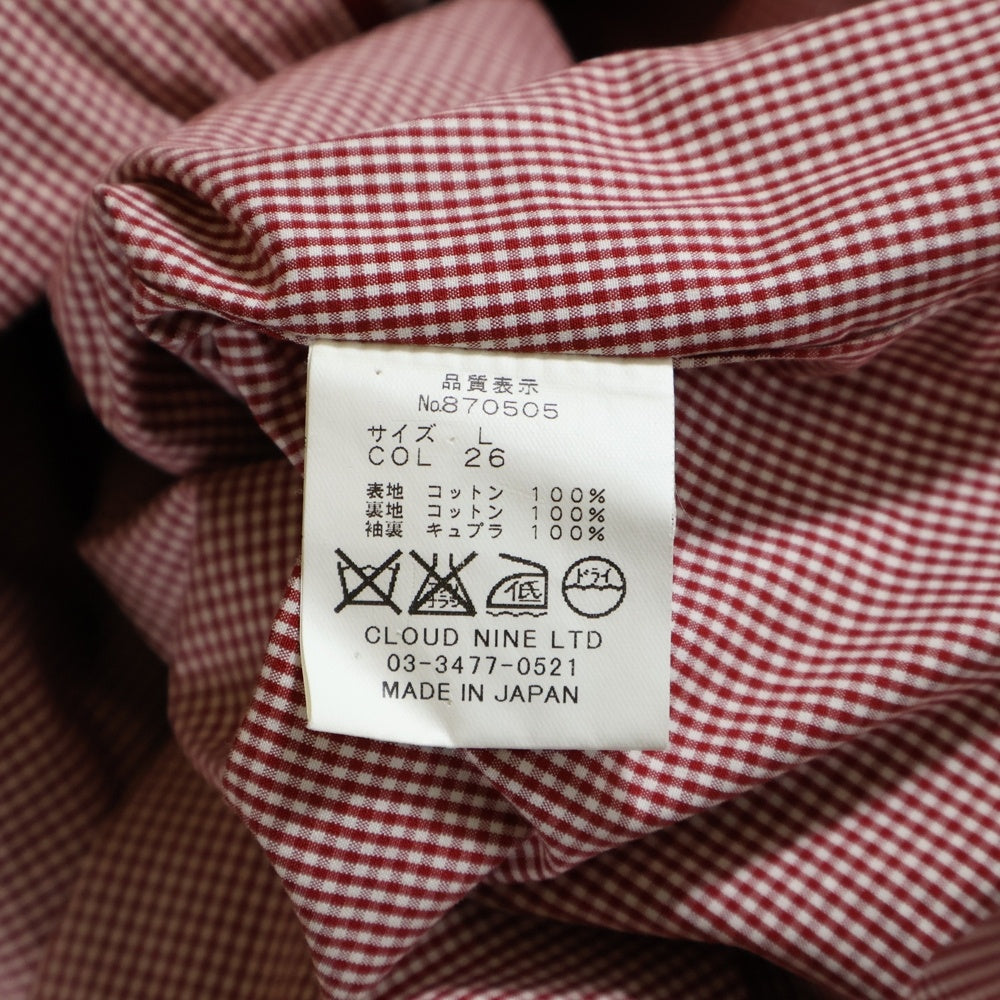 品質表示
No.870505
サイズ L
COL 26
表地 コットン 100%
裏地 コットン 100%
袖裏 キュプラ 100%
低
ドライ
CLOUD NINE LTD
03-3477-0521
MADE IN JAPAN